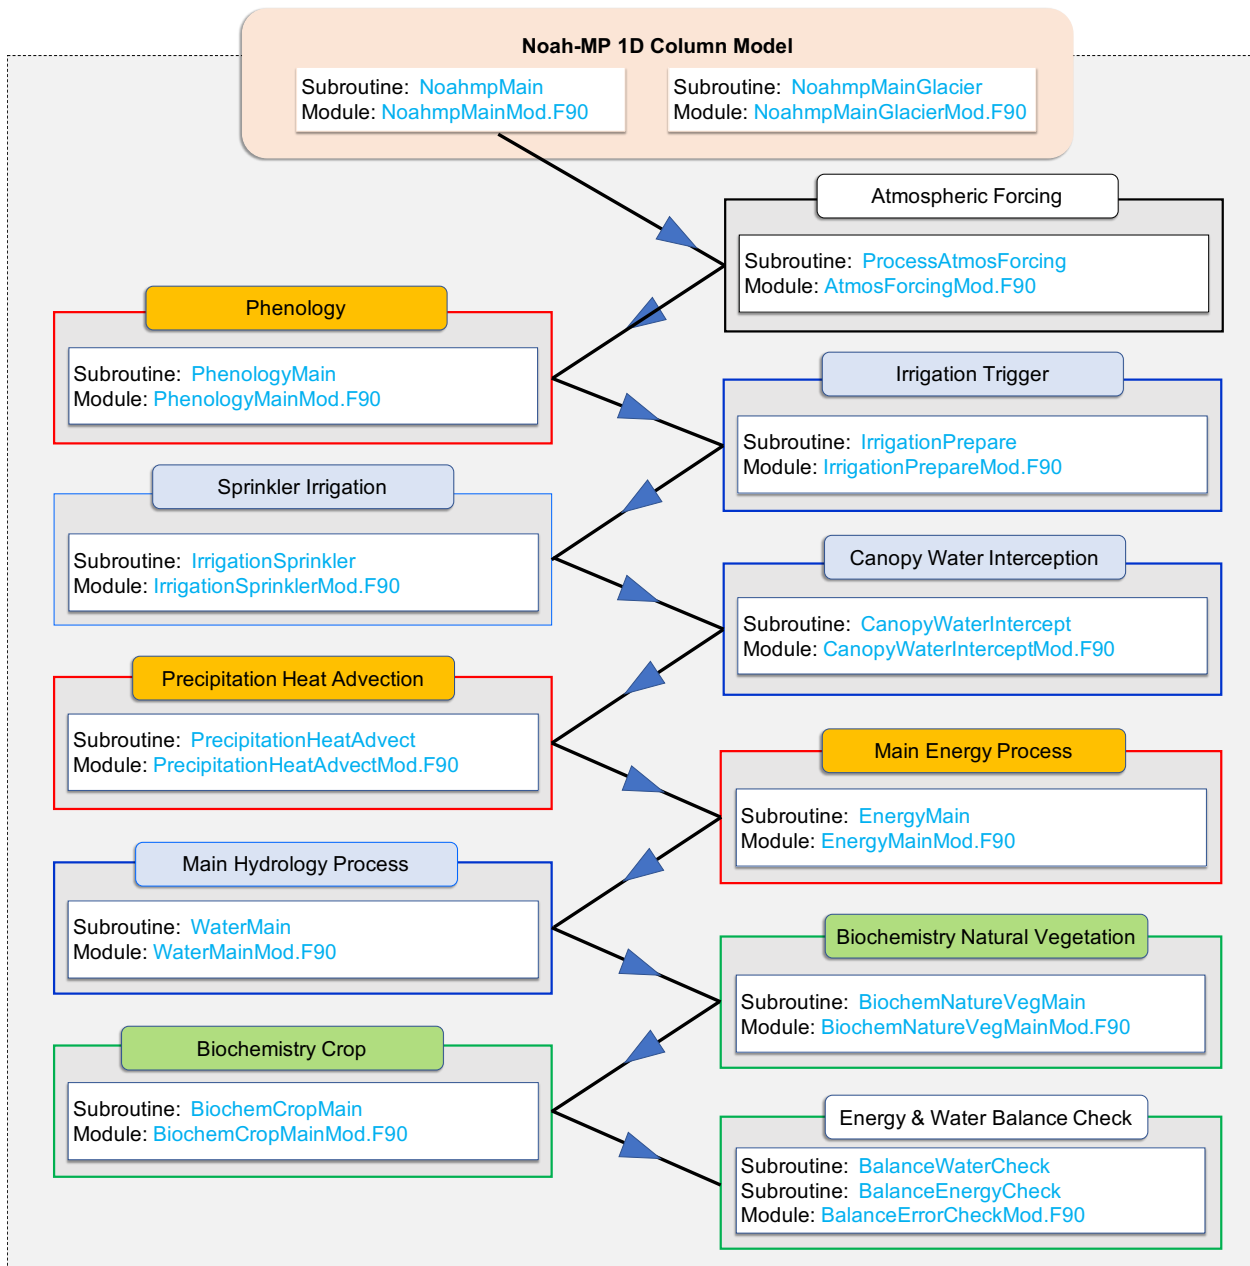 Noah-MP 1D Column Model
Subroutine: NoahmpMain
Module: NoahmpMainMod.F90
Subroutine: NoahmpMainGlacier
Module: NoahmpMainGlacierMod.F90
Atmospheric Forcing
Subroutine: ProcessAtmosForcing
Module: AtmosForcingMod.F90
Phenology
Subroutine: PhenologyMain
Module: PhenologyMainMod.F90
Irrigation Trigger
Subroutine: IrrigationPrepare
Module: IrrigationPrepareMod.F90
Sprinkler Irrigation
Subroutine: IrrigationSprinkler
Module: IrrigationSprinklerMod.F90
Canopy Water Interception
Subroutine: CanopyWaterIntercept
Module: CanopyWaterInterceptMod.F90
Precipitation Heat Advection
Subroutine: PrecipitationHeatAdvect
Module: PrecipitationHeatAdvectMod.F90
Main Energy Process
Subroutine: EnergyMain
Module: EnergyMainMod.F90
Main Hydrology Process
Subroutine: WaterMain
Module: WaterMainMod.F90
Biochemistry Natural Vegetation
Subroutine: BiochemNatureVegMain
Module: BiochemNatureVegMainMod.F90
Biochemistry Crop
Subroutine: BiochemCropMain
Module: BiochemCropMainMod.F90
Energy & Water Balance Check
Subroutine: BalanceWaterCheck
Subroutine: BalanceEnergyCheck
Module: BalanceErrorCheckMod.F90